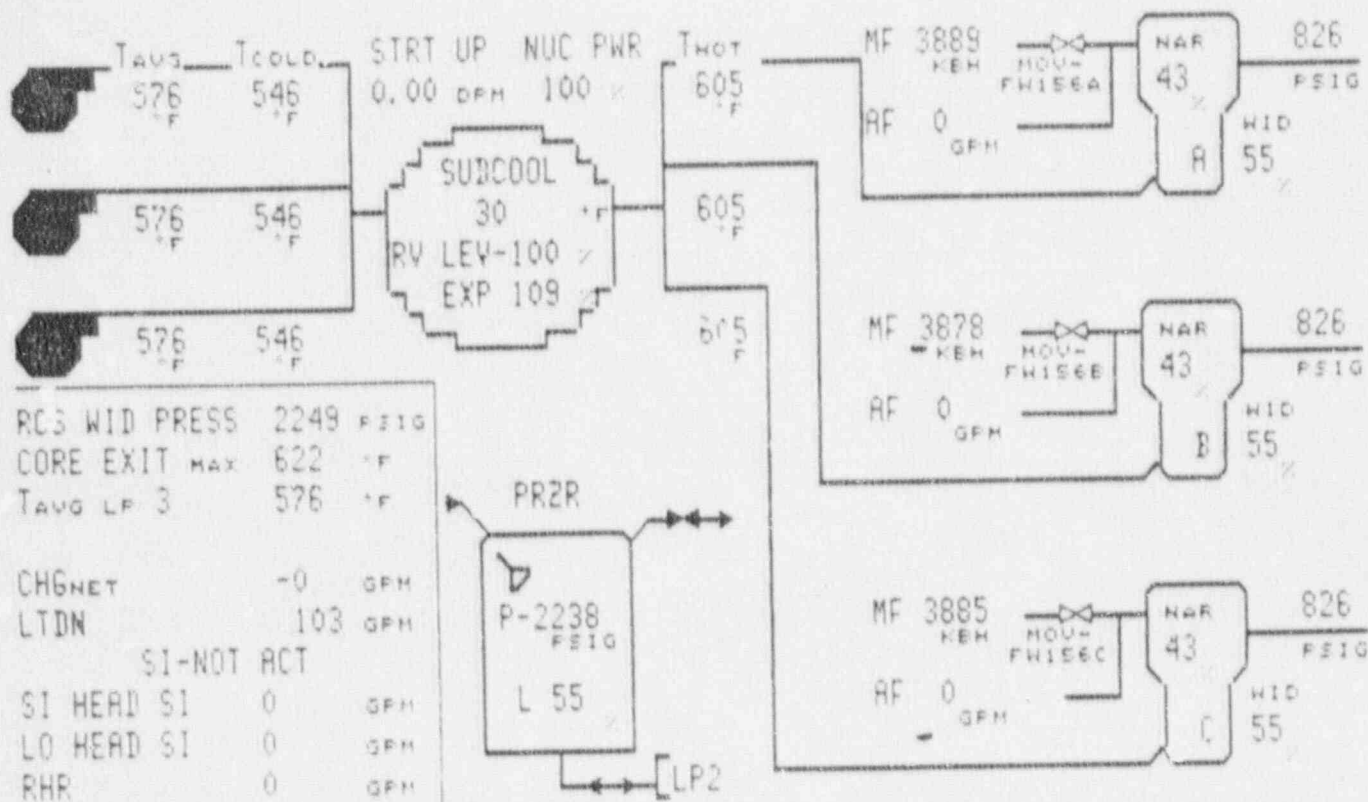 TAVG TCOLD STRT UP NUC PWR THOT MF 3889 KBH NAR 826
576 °F 546 °F 0.00 DPM 100 % 605 °F MOV-FW156A 43 % PSIG
AF 0 GPM A WID 55 %
SUBCOOL
576 °F 546 °F 30 °F 605 °F
RV LEV-100 %
EXP 109 %
576 °F 546 °F 605 °F
MF 3878 KBH MOV-FW156B NAR 43 % 826 PSIG
AF 0 GPM B WID 55 %
RCS WID PRESS 2249 PSIG
CORE EXIT MAX 622 °F
TAVG LP 3 576 °F
CHGNET -0 GPM
LTDN 103 GPM
SI-NOT ACT
SI HEAD SI 0 GPM
LO HEAD SI 0 GPM
RHR 0 GPM
PRZR
P-2238 PSIG
L 55 %
LP2
MF 3885 KBH MOV-FW156C NAR 43 % 826 PSIG
AF 0 GPM C WID 55 %